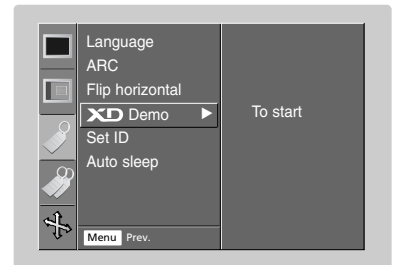 Language
ARC
Flip horizontal
XD Demo ▶
To start
Set ID
Auto sleep
Menu Prev.